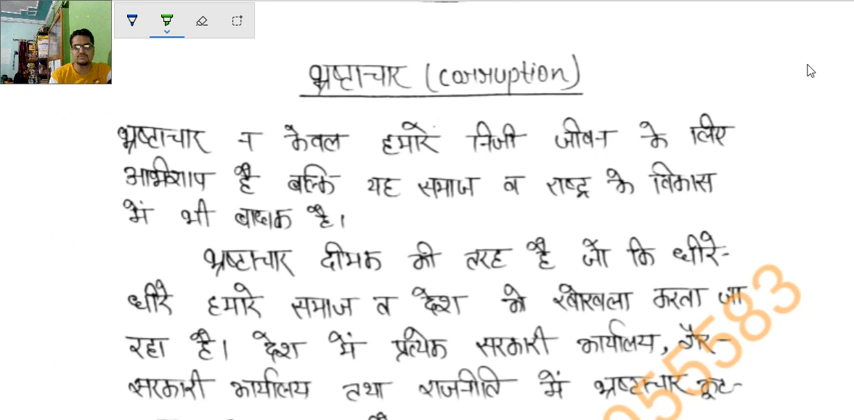 भ्रष्टाचार (corruption)
भ्रष्टाचार न केवल हमारें निजी जीवन के लिए
अभिशाप है बल्कि यह समाज व राष्ट्र के विकास
में भी बाधक है।
भ्रष्टाचार दीमक की तरह है जो कि धीरे-
धीरे हमारे समाज व देश को खोखला करता जा
रहा है। देश में प्रत्येक सरकारी कार्यालय, गैर-
सरकारी कार्यालय तथा राजनीति में भ्रष्टाचार कूट-
055583